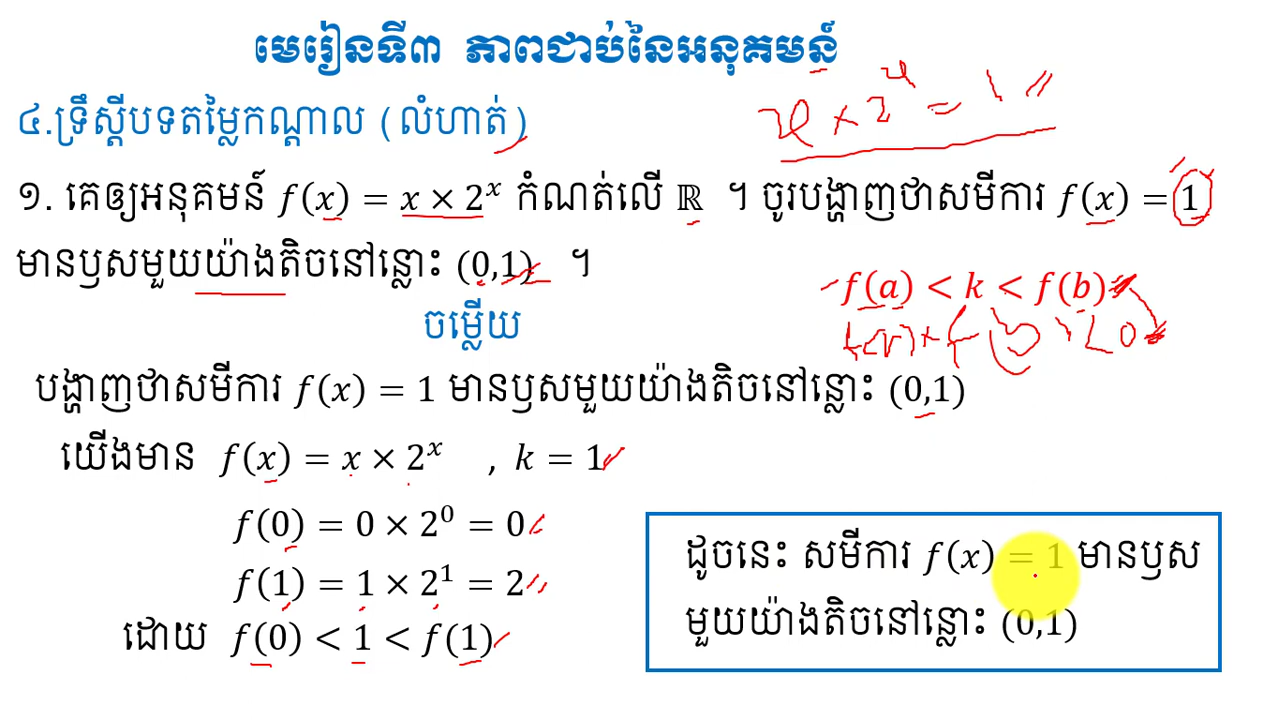 មេរៀនទី៣ ភាពជាប់នៃអនុគមន៍
x × 2^x = 1
៤.ទ្រឹស្តីបទតម្លៃកណ្តាល (លំហាត់)
១. គេឲ្យអនុគមន៍ f(x) = x × 2^x កំណត់លើ ℝ ។ ចូរបង្ហាញថាសមីការ f(x) = 1
មានឫសមួយយ៉ាងតិចនៅន្លោះ (0,1) ។
f(a) < k < f(b)
ចម្លើយ
បង្ហាញថាសមីការ f(x) = 1 មានឫសមួយយ៉ាងតិចនៅន្លោះ (0,1)
យើងមាន f(x) = x × 2^x , k = 1
f(0) = 0 × 2^0 = 0
f(1) = 1 × 2^1 = 2
ដោយ f(0) < 1 < f(1)
ដូចនេះ សមីការ f(x) = 1 មានឫស
មួយយ៉ាងតិចនៅន្លោះ (0,1)